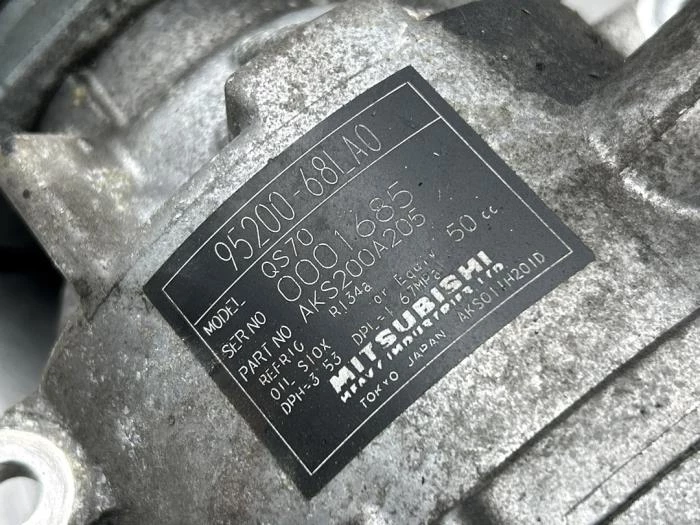 95200-68LA0
MODEL QS70
SER NO 0001685
PART NO AKS200A205
REFRIG R134a
OIL S10X or Equiv 50 cc
DPH=3 53 DPL=1 67MPa
MITSUBISHI
HEAVY INDUSTRIES, LTD
TOKYO JAPAN AKS011H201D